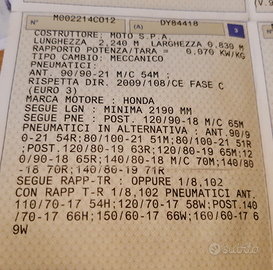 N° M002214CO12 (A) DY84418
3
COSTRUTTORE: MOTO S.P.A.
LUNGHEZZA 2,240 M LARGHEZZA 0,830 M
RAPPORTO POTENZA/TARA = 0,070 KW/KG
TIPO CAMBIO: MECCANICO
PNEUMATICI:
ANT. 90/90-21 M/C 54M ;
RISPETTA DIR. 2009/108/CE FASE C
(EURO 3)
MARCA MOTORE : HONDA
SEGUE LGN : MINIMA 2190 MM
SEGUE PNE : POST. 120/90-18 M/C 65M
PNEUMATICI IN ALTERNATIVA : ANT.90/9
0-21 54R;80/100-21 51M;80/100-21 51R
;POST.120/80-19 63R;120/80-19 65M;12
0/90-18 65R;140/80-18 M/C 70M;140/80
-18 70R;140/80-19 71R
SEGUE RAPP-TR : OPPURE 1/8,102
CON RAPP T-R 1/8,102 PNEUMATICI ANT.
110/70-17 54H;120/70-17 58W;POST.140
/70-17 66H;150/60-17 66W;160/60-17 6
9W
subito